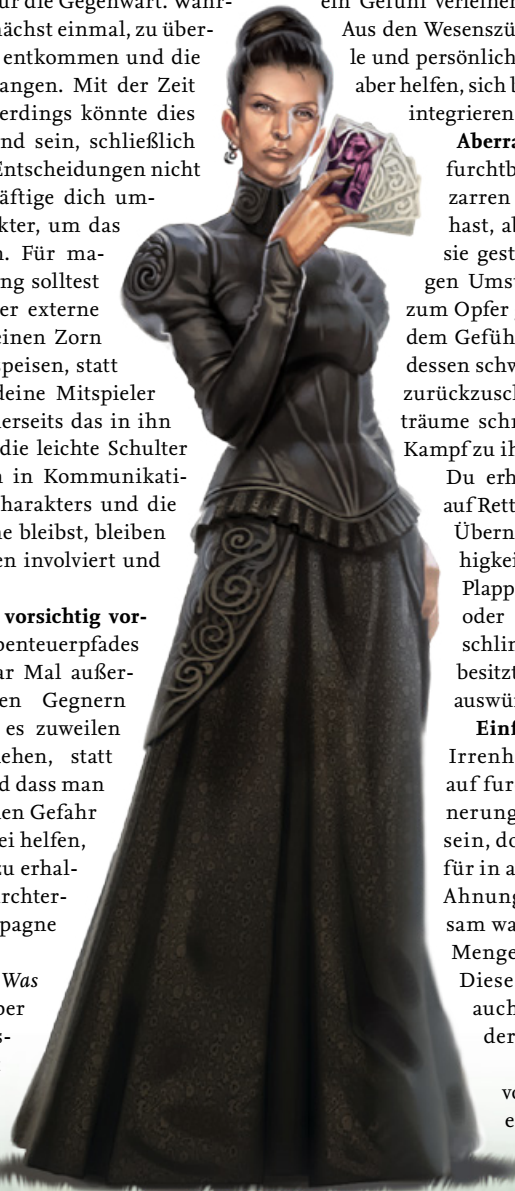 ür die Gegenwart. Wahr-
nächst einmal, zu über-
entkommen und die
angen. Mit der Zeit
erdings könnte dies
nd sein, schließlich
Entscheidungen nicht
äftige dich um-
kter, um das
n. Für ma-
ng solltest
er externe
einen Zorn
peisen, statt
deine Mitspieler
erseits das in ihn
die leichte Schulter
n in Kommunikati-
harakters und die
ne bleibst, bleiben
en involviert und
vorsichtig vor-
benteuerpfades
ar Mal außer-
en Gegnern
es zuweilen
ehen, statt
d dass man
en Gefahr
ei helfen,
zu erhal-
rchter-
pagne
Was
ber
s-
ein Gefühl verleihen
Aus den Wesenszü
le und persönlich
aber helfen, sich b
integrieren
Aberra
furchtb
zarren
hast, ab
sie gest
gen Ums
zum Opfer
dem Gefüh
dessen schw
zurückzusch
träume schr
Kampf zu ih
Du erh
auf Rett
Übern
higkei
Plapp
oder
schlin
besitzt
auswür
Einf
Irrenh
auf fur
nerung
sein, do
für in a
Ahnung
sam wa
Menge
Diese
auch
der
vo
e